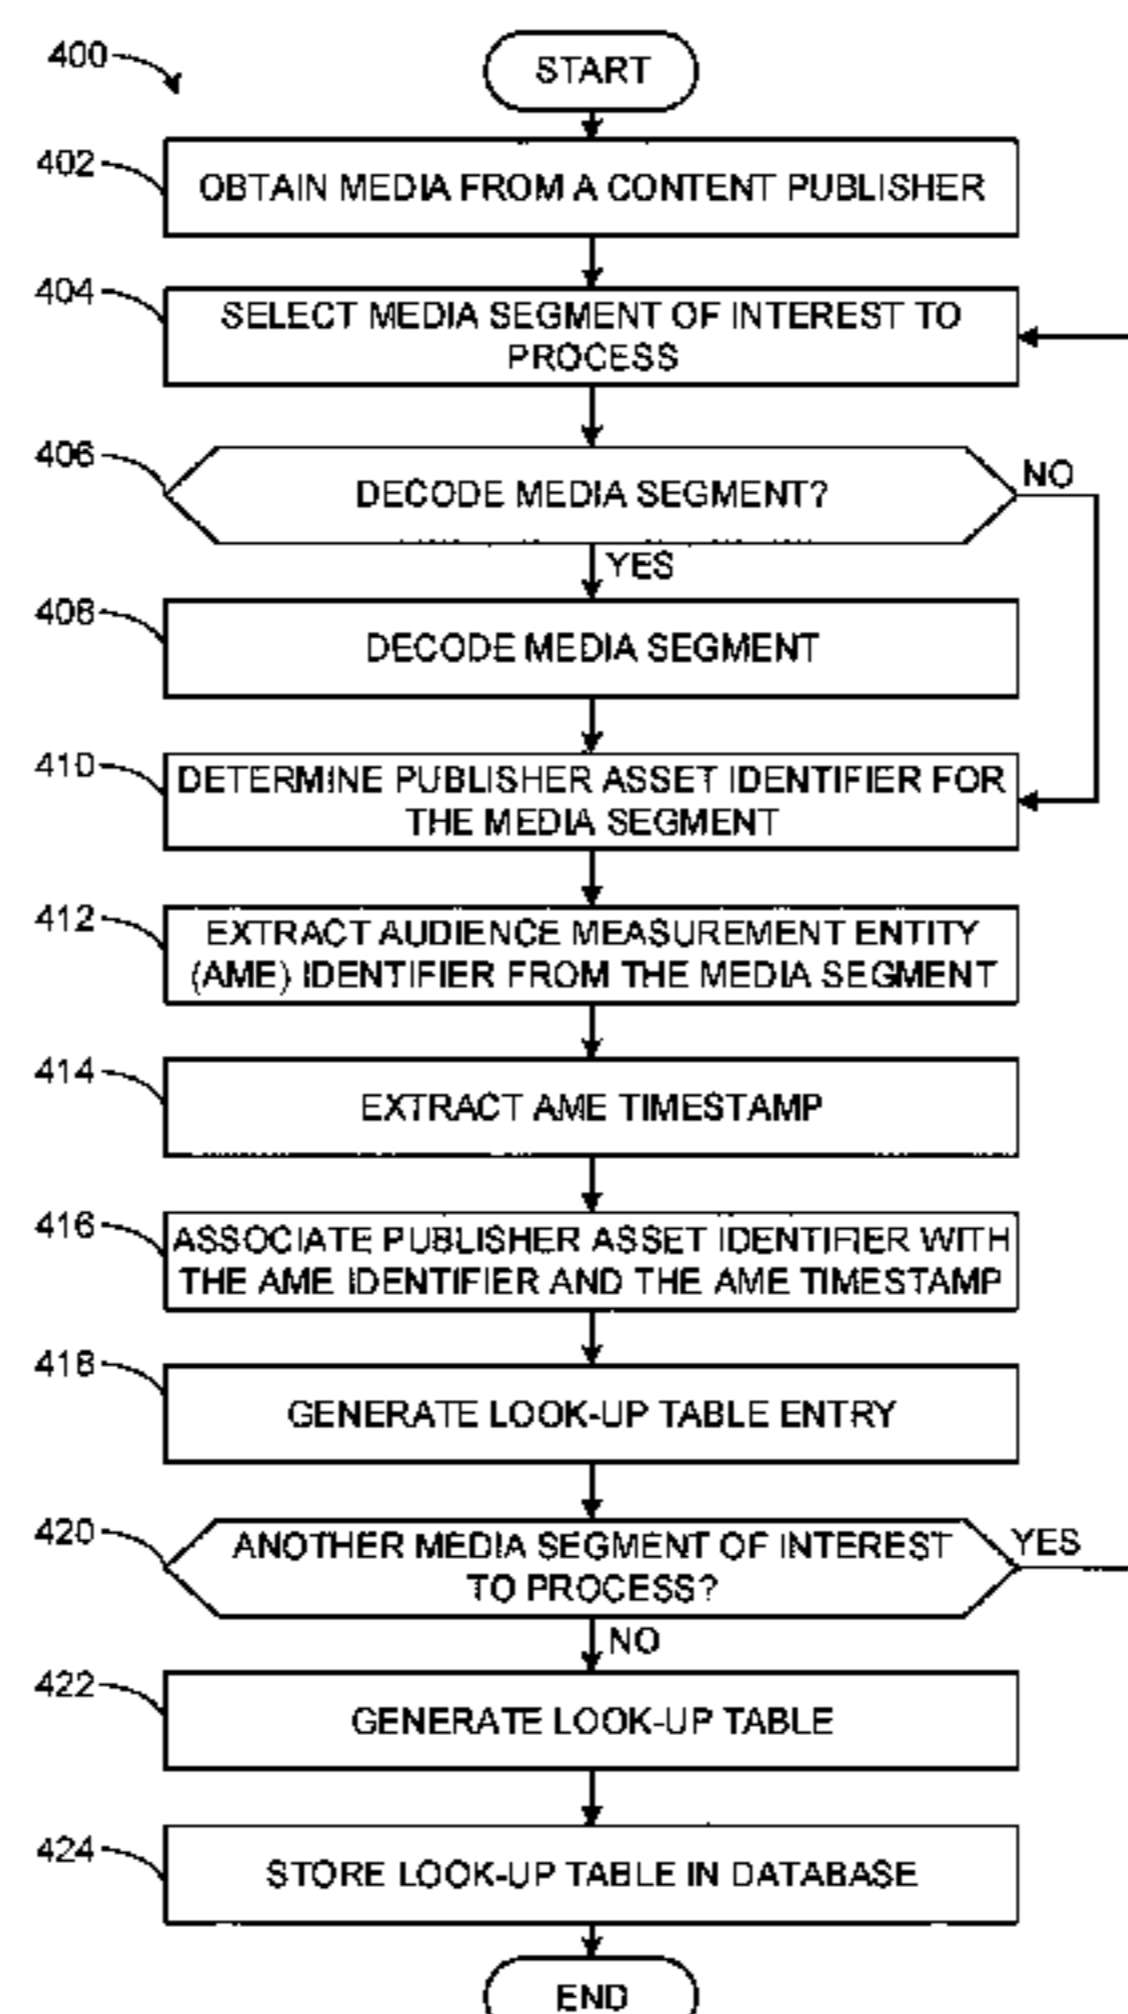 400
START
402
OBTAIN MEDIA FROM A CONTENT PUBLISHER
404
SELECT MEDIA SEGMENT OF INTEREST TO
PROCESS
406
DECODE MEDIA SEGMENT?
NO
YES
408
DECODE MEDIA SEGMENT
410
DETERMINE PUBLISHER ASSET IDENTIFIER FOR
THE MEDIA SEGMENT
412
EXTRACT AUDIENCE MEASUREMENT ENTITY
(AME) IDENTIFIER FROM THE MEDIA SEGMENT
414
EXTRACT AME TIMESTAMP
416
ASSOCIATE PUBLISHER ASSET IDENTIFIER WITH
THE AME IDENTIFIER AND THE AME TIMESTAMP
418
GENERATE LOOK-UP TABLE ENTRY
420
ANOTHER MEDIA SEGMENT OF INTEREST
TO PROCESS?
YES
NO
422
GENERATE LOOK-UP TABLE
424
STORE LOOK-UP TABLE IN DATABASE
END